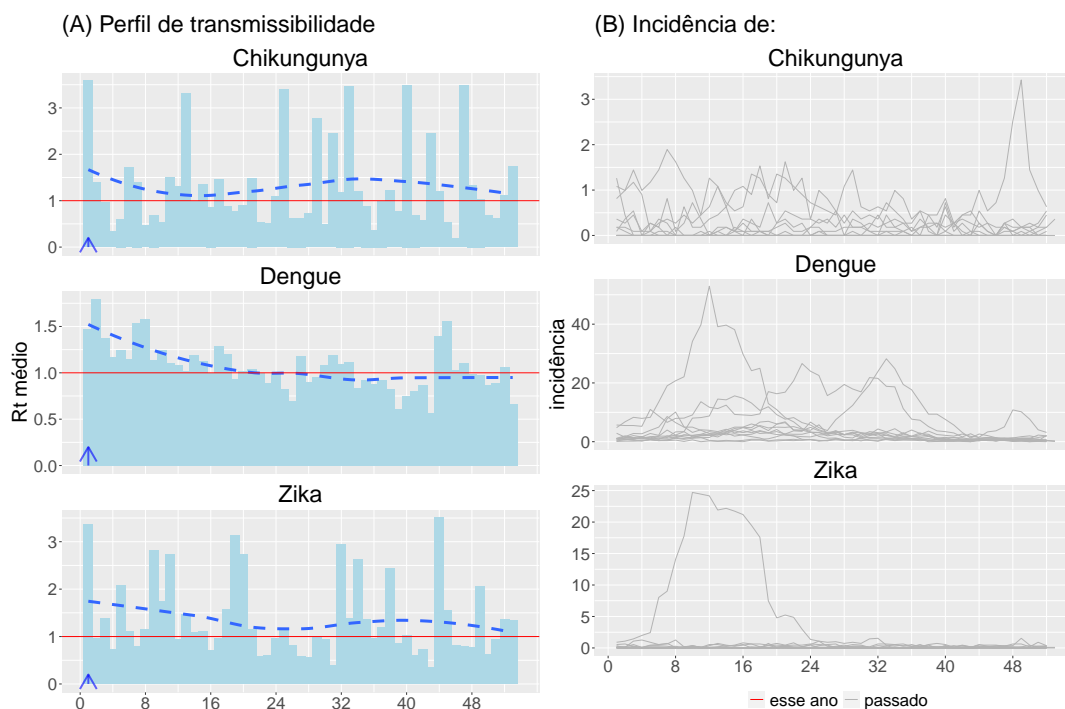 (A) Perfil de transmissibilidade
Chikungunya
3
2
1
0
Dengue
Rt médio
1.5
1.0
0.5
0.0
Zika
3
2
1
0
0 8 16 24 32 40 48
(B) Incidência de:
Chikungunya
3
2
1
0
Dengue
incidência
40
20
0
Zika
25
20
15
10
5
0
0 8 16 24 32 40 48
esse ano passado